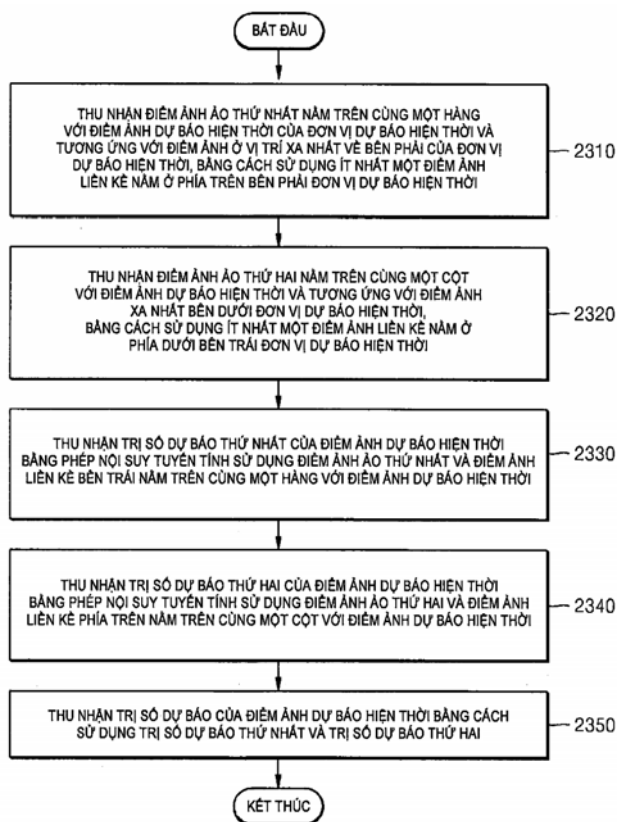 BẮT ĐẦU
THU NHẬN ĐIỂM ẢNH ẢO THỨ NHẤT NẰM TRÊN CÙNG MỘT HÀNG
VỚI ĐIỂM ẢNH DỰ BÁO HIỆN THỜI CỦA ĐƠN VỊ DỰ BÁO HIỆN THỜI VÀ
TƯƠNG ỨNG VỚI ĐIỂM ẢNH Ở VỊ TRÍ XA NHẤT VỀ BÊN PHẢI CỦA ĐƠN VỊ
DỰ BÁO HIỆN THỜI, BẰNG CÁCH SỬ DỤNG ÍT NHẤT MỘT ĐIỂM ẢNH
LIỀN KỀ NẰM Ở PHÍA TRÊN BÊN PHẢI ĐƠN VỊ DỰ BÁO HIỆN THỜI
2310
THU NHẬN ĐIỂM ẢNH ẢO THỨ HAI NẰM TRÊN CÙNG MỘT CỘT
VỚI ĐIỂM ẢNH DỰ BÁO HIỆN THỜI VÀ TƯƠNG ỨNG VỚI ĐIỂM ẢNH
XA NHẤT BÊN DƯỚI ĐƠN VỊ DỰ BÁO HIỆN THỜI,
BẰNG CÁCH SỬ DỤNG ÍT NHẤT MỘT ĐIỂM ẢNH LIỀN KỀ NẰM Ở
PHÍA DƯỚI BÊN TRÁI ĐƠN VỊ DỰ BÁO HIỆN THỜI
2320
THU NHẬN TRỊ SỐ DỰ BÁO THỨ NHẤT CỦA ĐIỂM ẢNH DỰ BÁO HIỆN THỜI
BẰNG PHÉP NỘI SUY TUYẾN TÍNH SỬ DỤNG ĐIỂM ẢNH ẢO THỨ NHẤT VÀ ĐIỂM ẢNH
LIỀN KỀ BÊN TRÁI NẰM TRÊN CÙNG MỘT HÀNG VỚI ĐIỂM ẢNH DỰ BÁO HIỆN THỜI
2330
THU NHẬN TRỊ SỐ DỰ BÁO THỨ HAI CỦA ĐIỂM ẢNH DỰ BÁO HIỆN THỜI
BẰNG PHÉP NỘI SUY TUYẾN TÍNH SỬ DỤNG ĐIỂM ẢNH ẢO THỨ HAI VÀ ĐIỂM ẢNH
LIỀN KỀ PHÍA TRÊN NẰM TRÊN CÙNG MỘT CỘT VỚI ĐIỂM ẢNH DỰ BÁO HIỆN THỜI
2340
THU NHẬN TRỊ SỐ DỰ BÁO CỦA ĐIỂM ẢNH DỰ BÁO HIỆN THỜI BẰNG CÁCH
SỬ DỤNG TRỊ SỐ DỰ BÁO THỨ NHẤT VÀ TRỊ SỐ DỰ BÁO THỨ HAI
2350
KẾT THÚC